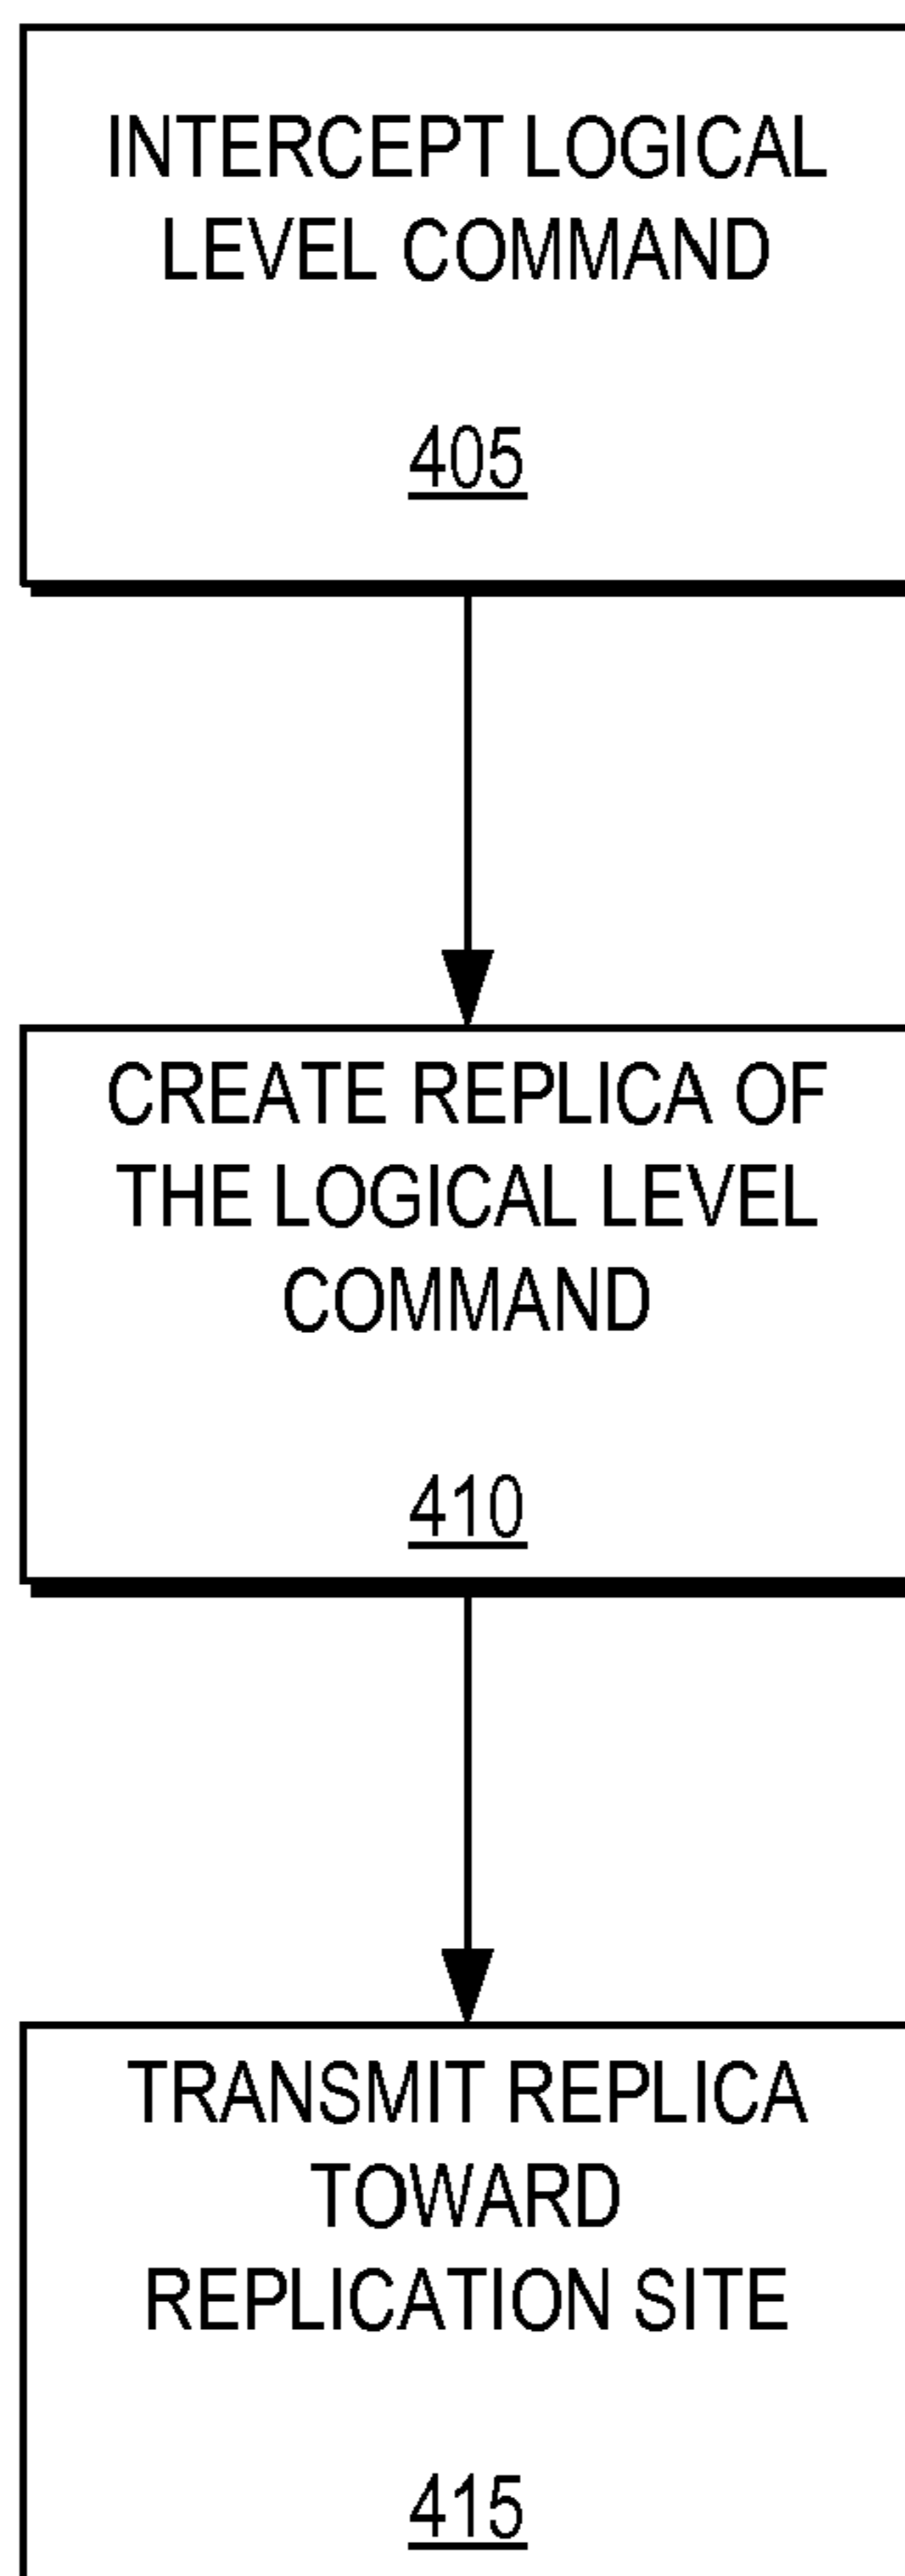 INTERCEPT LOGICAL
LEVEL COMMAND
405
CREATE REPLICA OF
THE LOGICAL LEVEL
COMMAND
410
TRANSMIT REPLICA
TOWARD
REPLICATION SITE
415